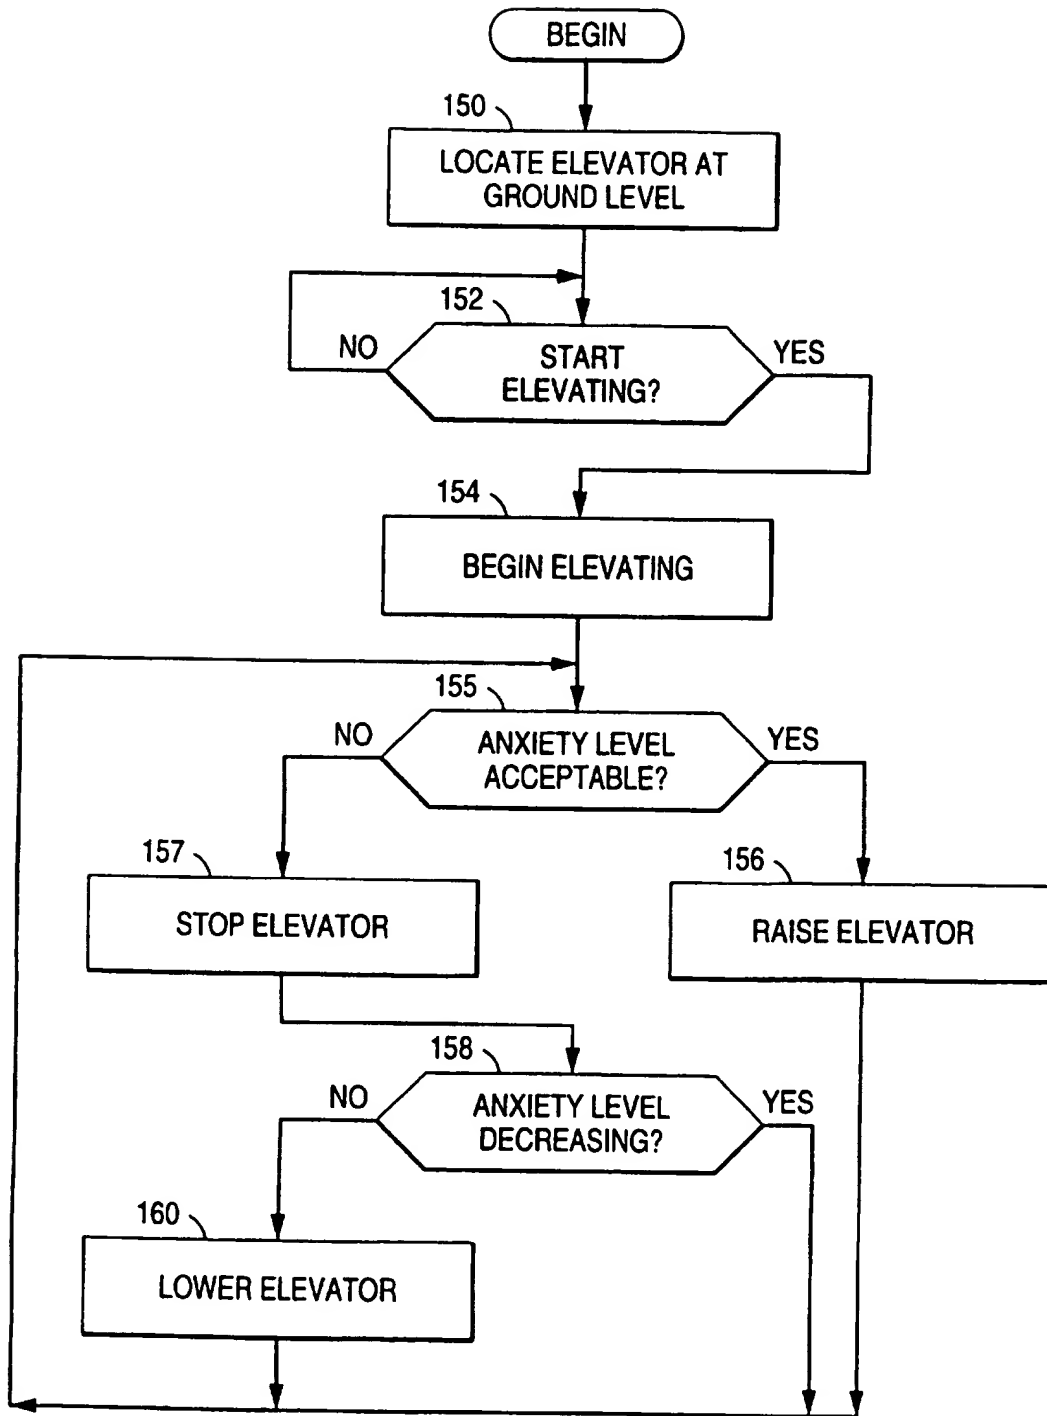 BEGIN
150
LOCATE ELEVATOR AT
GROUND LEVEL
152
NO
START
ELEVATING?
YES
154
BEGIN ELEVATING
155
NO
ANXIETY LEVEL
ACCEPTABLE?
YES
157
STOP ELEVATOR
156
RAISE ELEVATOR
158
NO
ANXIETY LEVEL
DECREASING?
YES
160
LOWER ELEVATOR